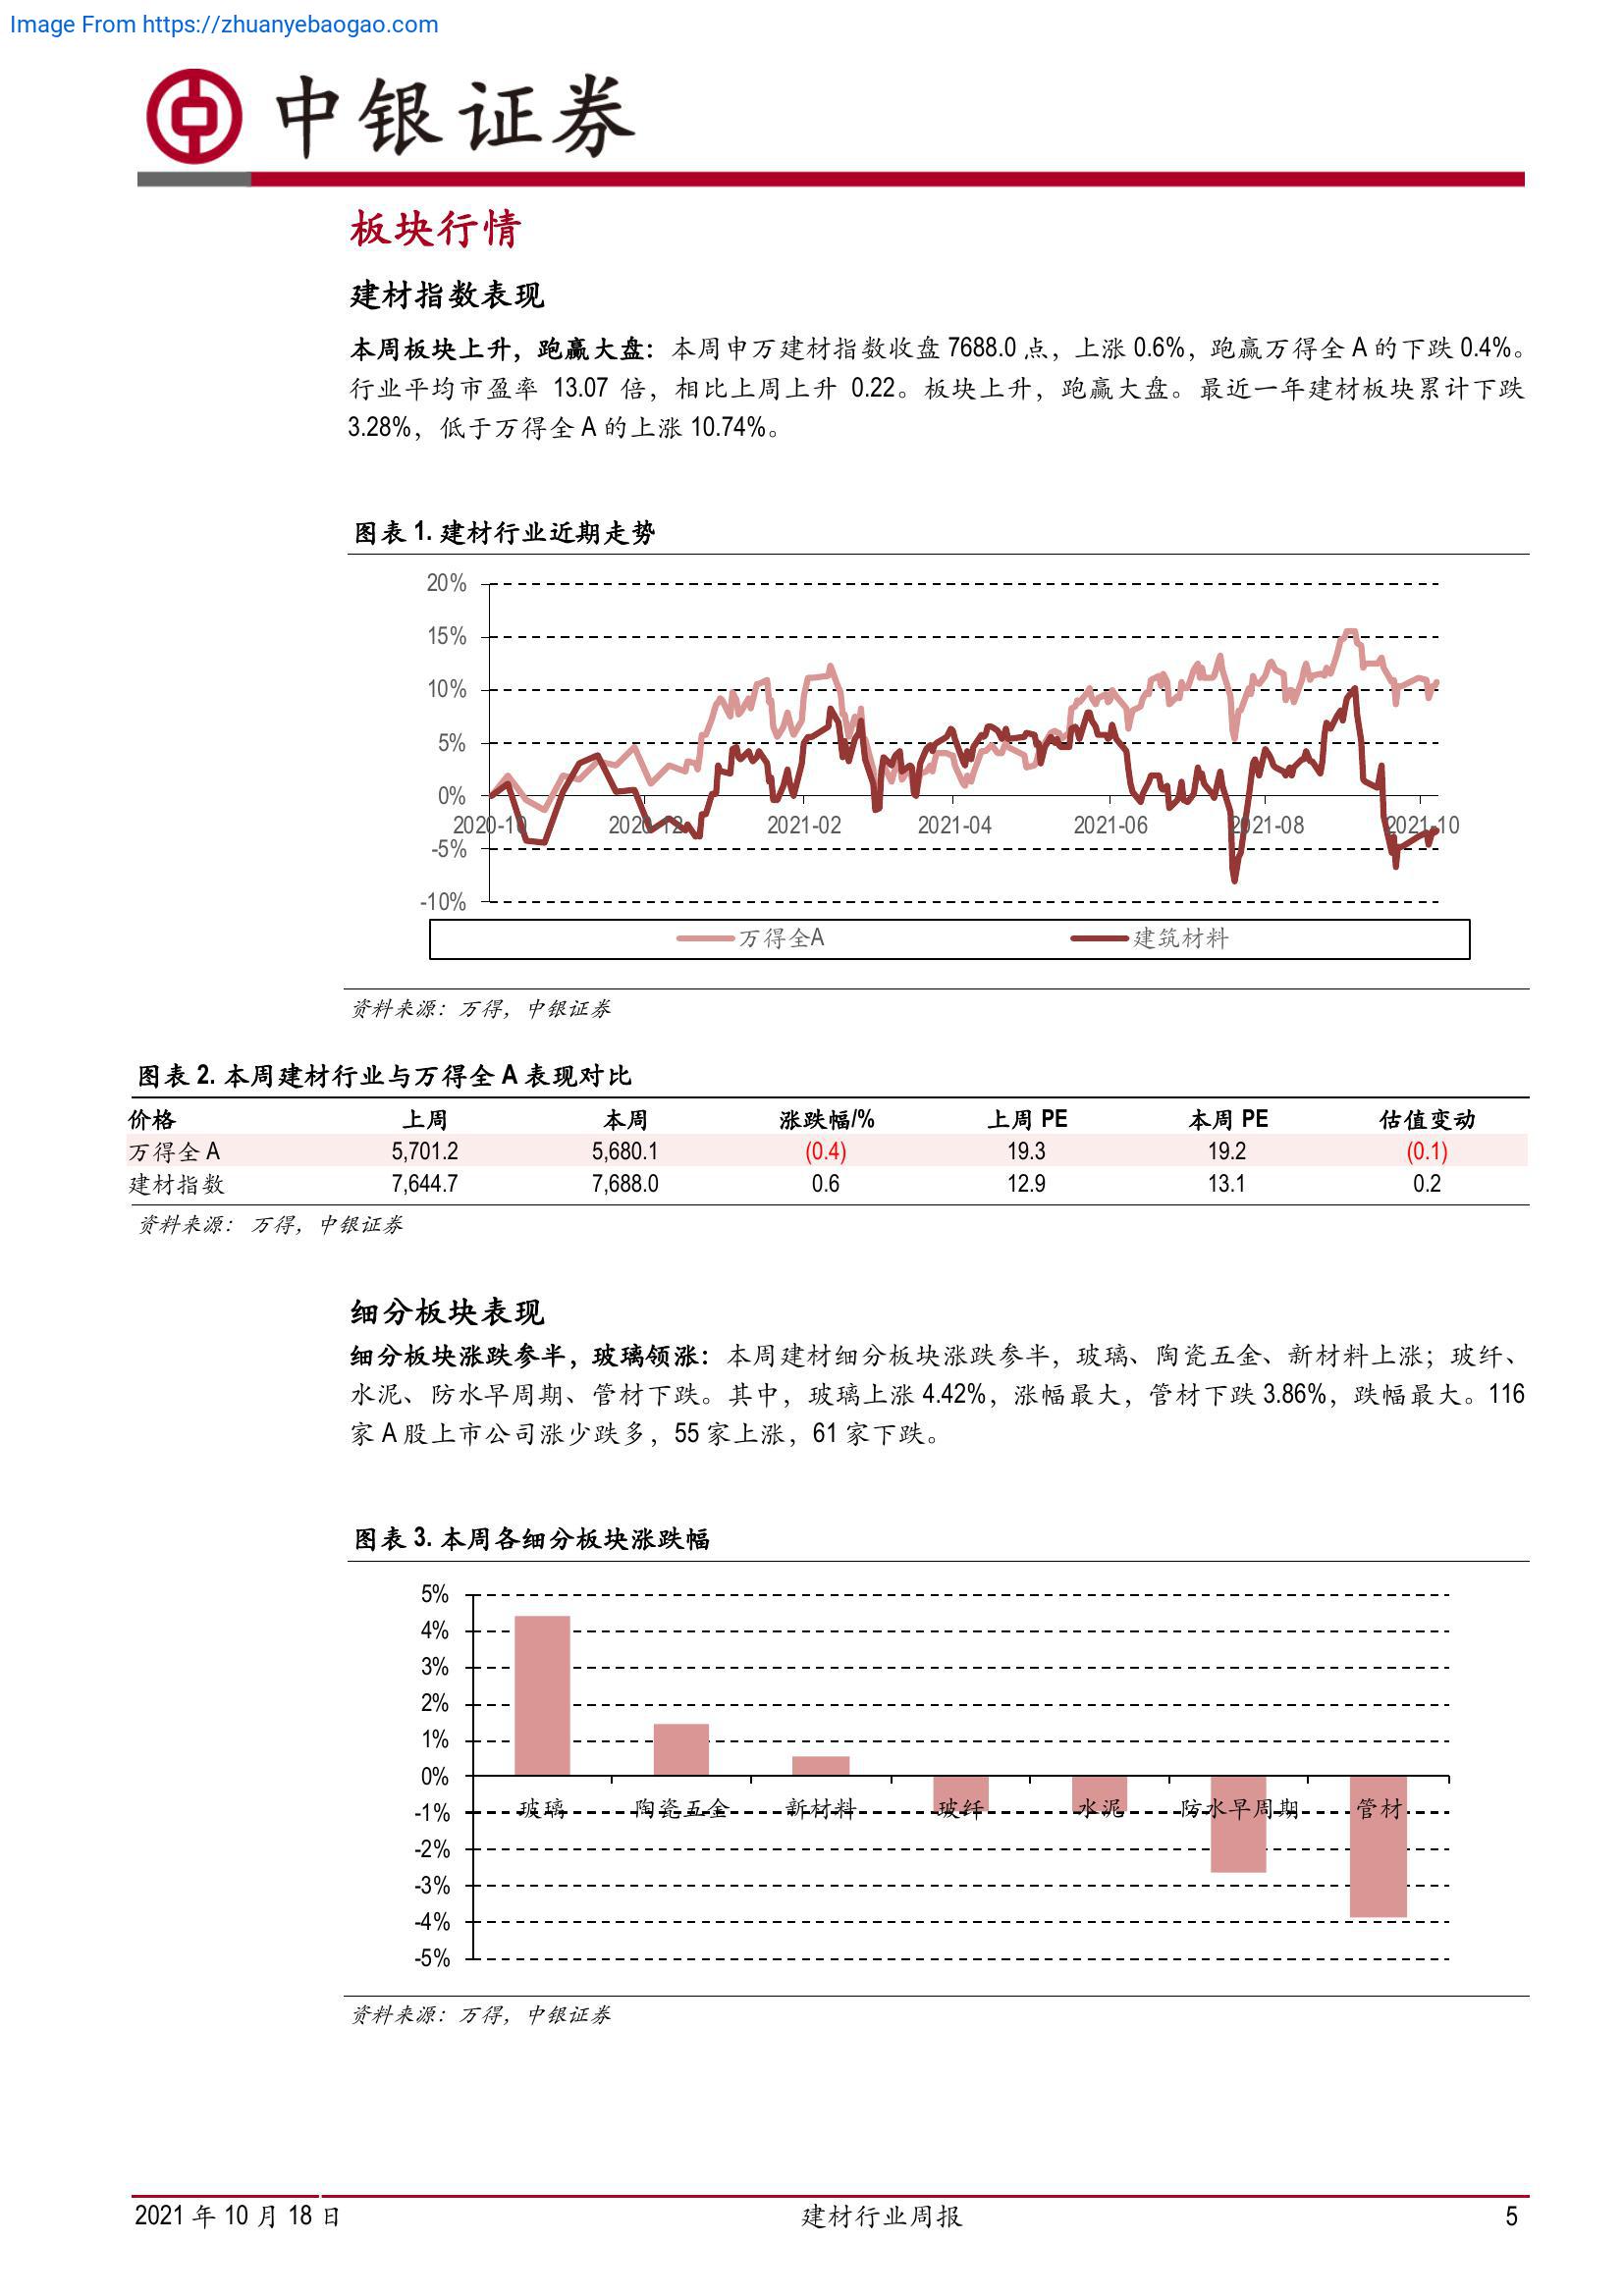 Image From https://zhuanyebaogao.com
中银证券
板块行情
建材指数表现
本周板块上升，跑赢大盘：本周申万建材指数收盘 7688.0 点，上涨 0.6%，跑赢万得全 A 的下跌 0.4%。
行业平均市盈率 13.07 倍，相比上周上升 0.22。板块上升，跑赢大盘。最近一年建材板块累计下跌
3.28%，低于万得全 A 的上涨 10.74%。
图表 1. 建材行业近期走势
20%
15%
10%
5%
0%
2020-10 2020-12 2021-02 2021-04 2021-06 2021-08 2021-10
-5%
-10%
万得全A 建筑材料
资料来源：万得，中银证券
图表 2. 本周建材行业与万得全 A 表现对比
价格 上周 本周 涨跌幅/% 上周 PE 本周 PE 估值变动
万得全 A 5,701.2 5,680.1 (0.4) 19.3 19.2 (0.1)
建材指数 7,644.7 7,688.0 0.6 12.9 13.1 0.2
资料来源： 万得，中银证券
细分板块表现
细分板块涨跌参半，玻璃领涨：本周建材细分板块涨跌参半，玻璃、陶瓷五金、新材料上涨；玻纤、
水泥、防水早周期、管材下跌。其中，玻璃上涨 4.42%，涨幅最大，管材下跌 3.86%，跌幅最大。116
家 A 股上市公司涨少跌多，55 家上涨，61 家下跌。
图表 3. 本周各细分板块涨跌幅
5%
4%
3%
2%
1%
0%
-1%
玻璃 陶瓷五金 新材料 玻纤 水泥 防水早周期 管材
-2%
-3%
-4%
-5%
资料来源：万得，中银证券
2021 年 10 月 18 日 建材行业周报 5